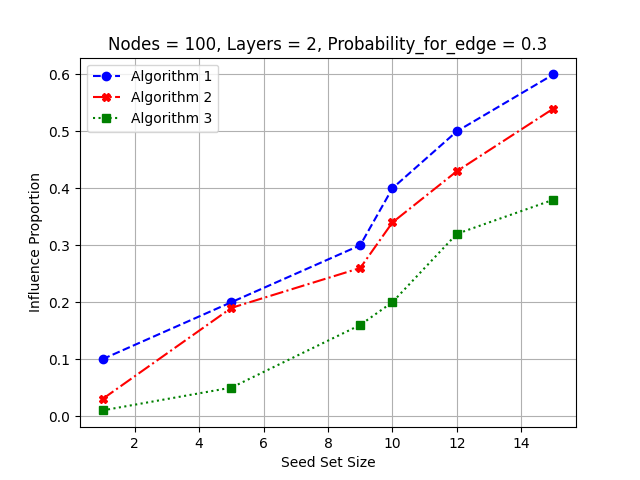 Nodes = 100, Layers = 2, Probability_for_edge = 0.3
Algorithm 1
Algorithm 2
Algorithm 3
Influence Proportion
0.6
0.5
0.4
0.3
0.2
0.1
0.0
2 4 6 8 10 12 14
Seed Set Size